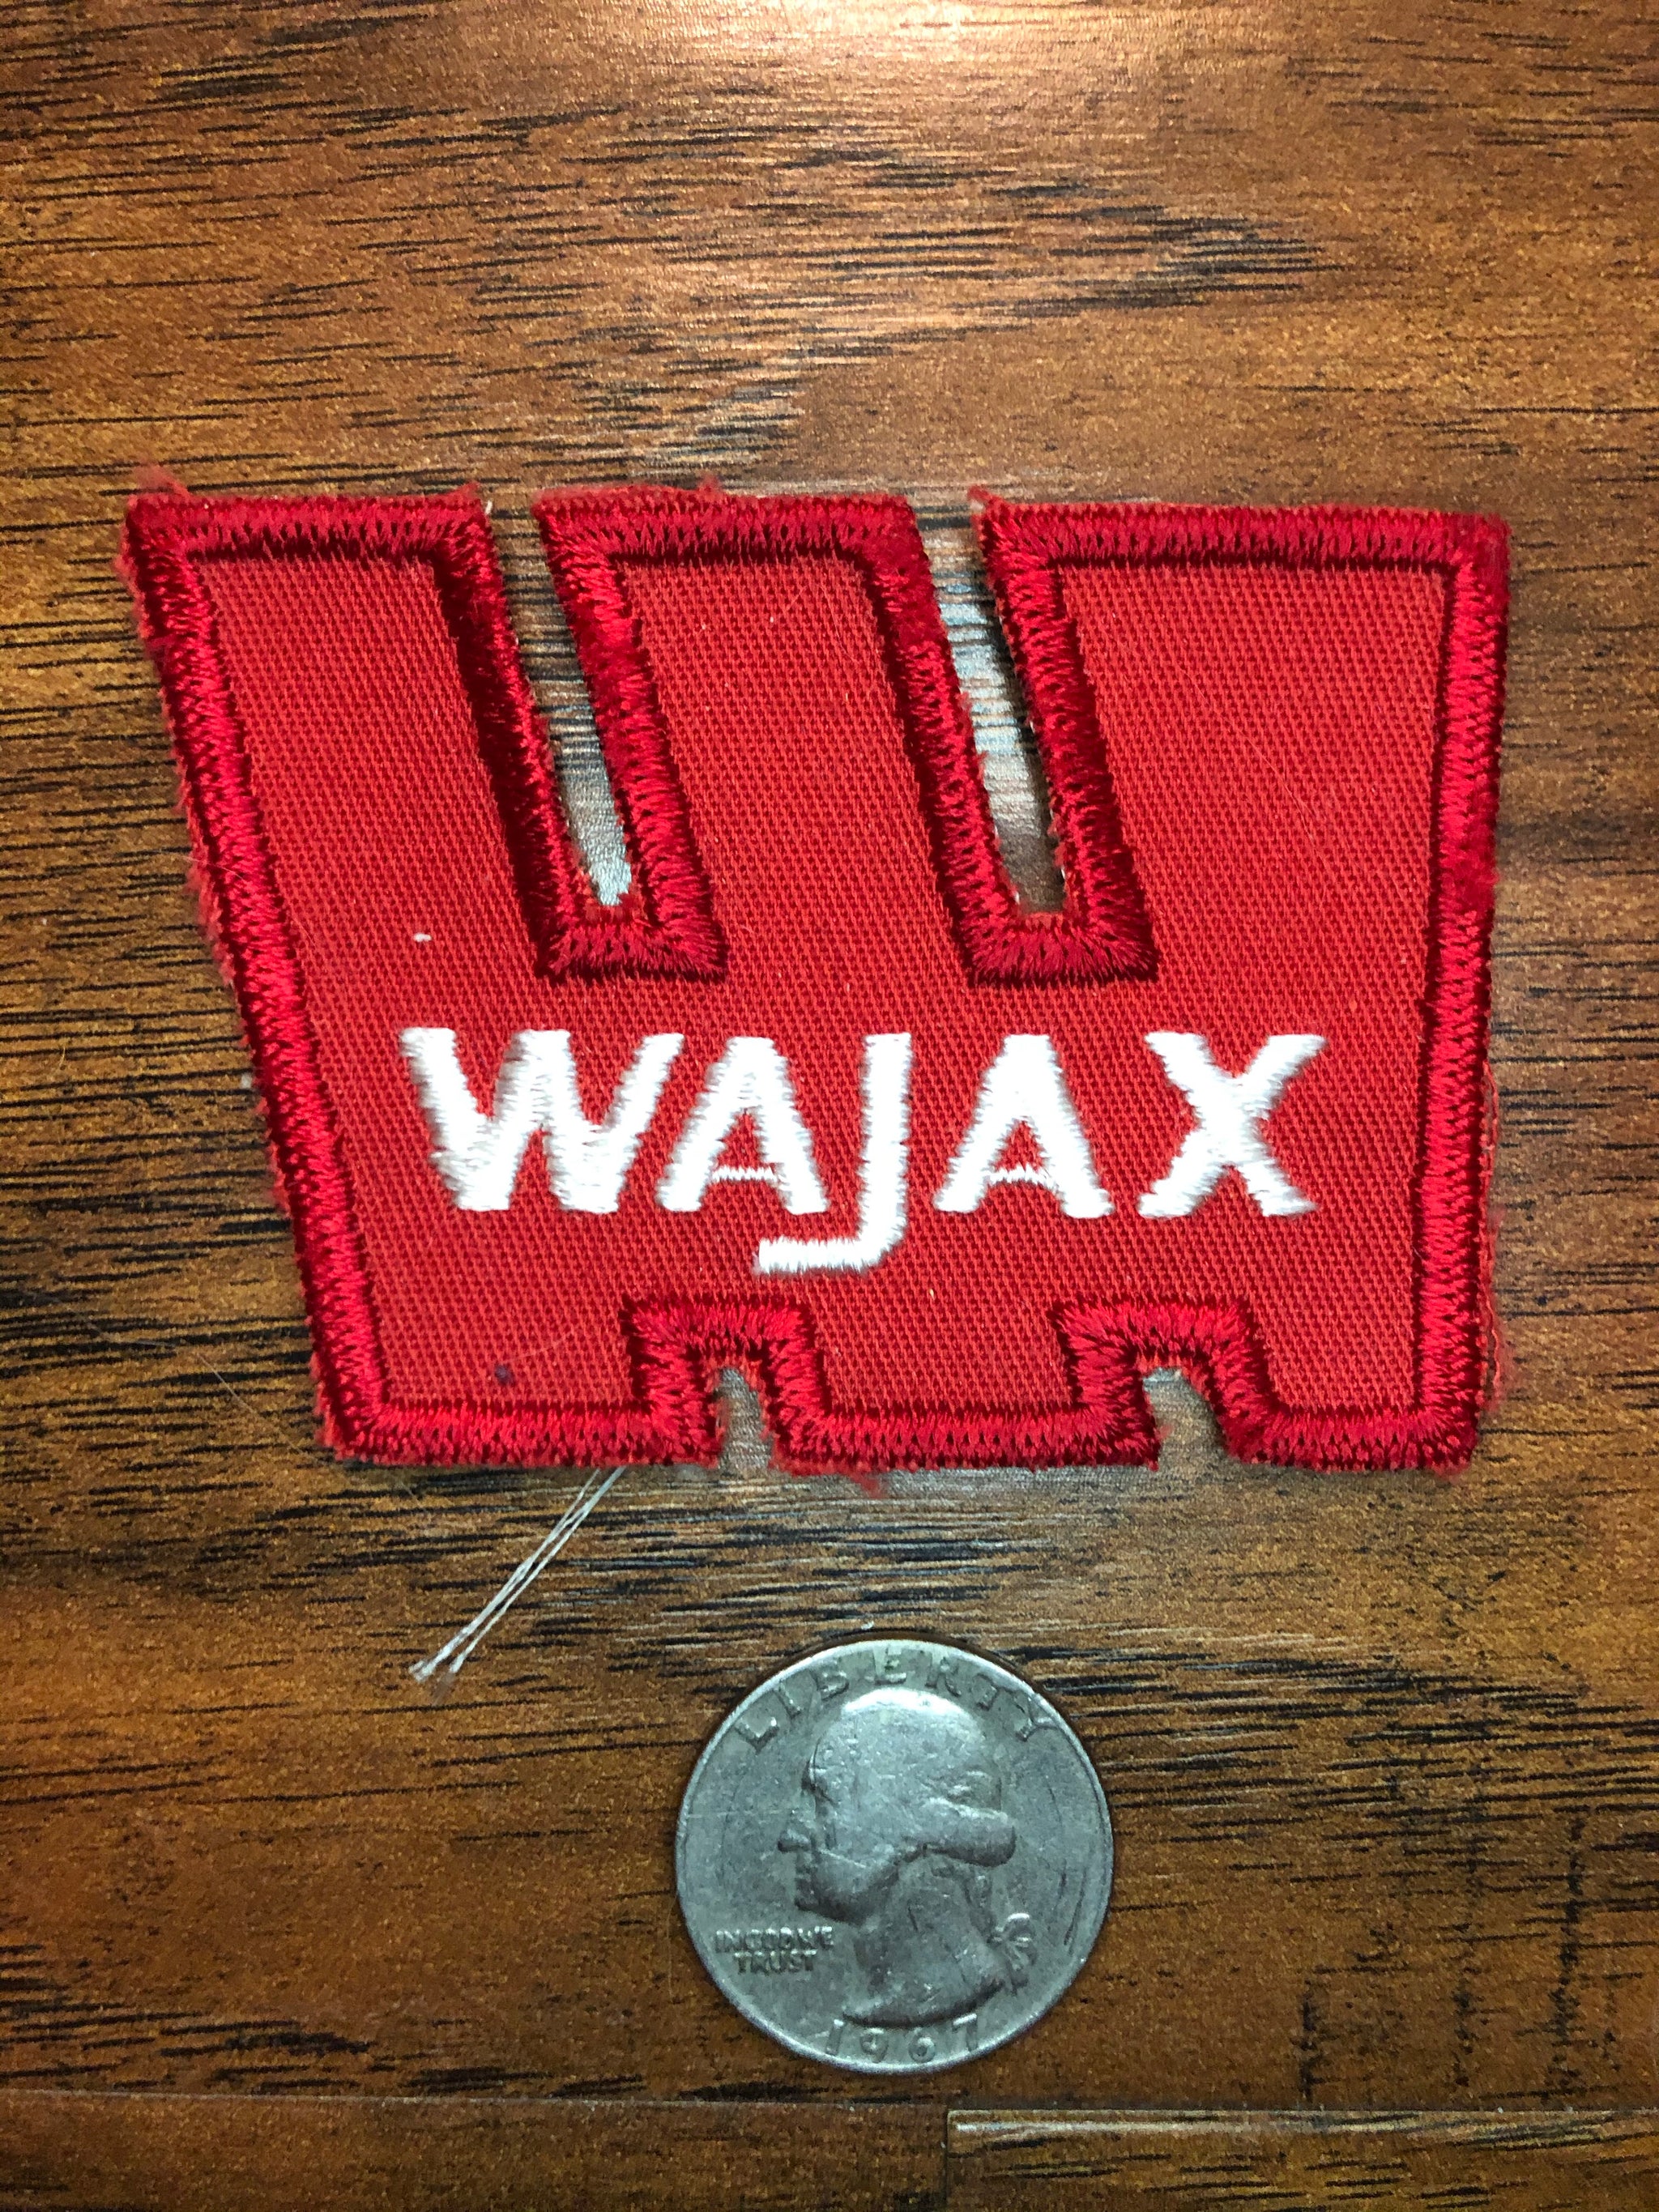 WAJAX
LIBERTY
IN GOD WE
TRUST
1967